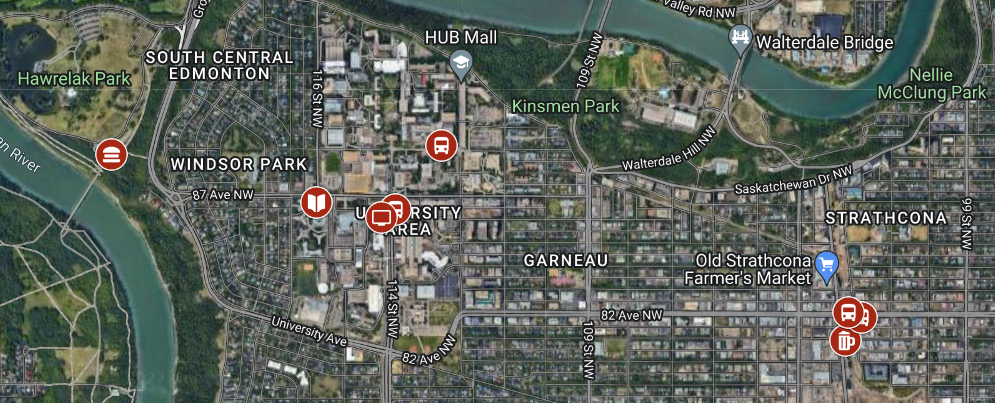 Gro
Valley Rd NW
HUB Mall
Walterdale Bridge
SOUTH CENTRAL
EDMONTON
Hawrelak Park
116 St NW
109 St NW
Nellie
McClung Park
Kinsmen Park
en River
WINDSOR PARK
Walterdale Hill NW
Saskatchewan Dr NW
87 Ave NW
UNIVERSITY
AREA
STRATHCONA
99 St NW
GARNEAU
Old Strathcona
Farmer's Market
114 St NW
82 Ave NW
University Ave
82 Ave NW
109 St NW